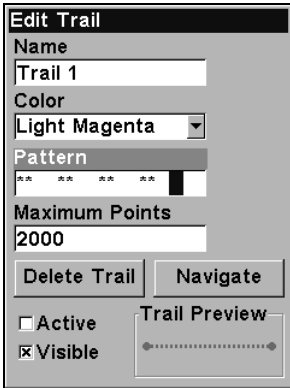 Edit Trail
Name
Trail 1
Color
Light Magenta
Pattern
** ** ** **
Maximum Points
2000
Delete Trail Navigate
Active
Visible
Trail Preview